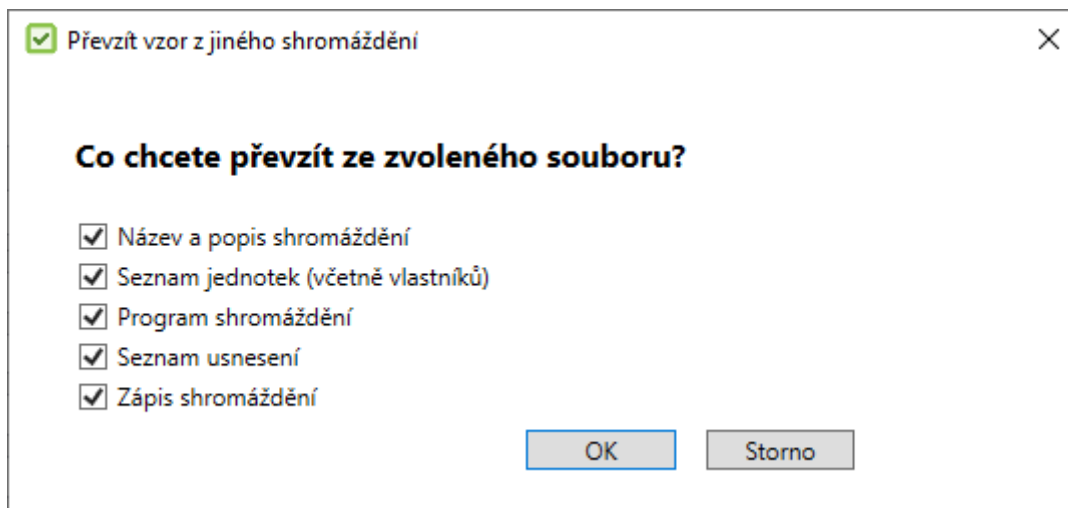 Převzít vzor z jiného shromáždění
Co chcete převzít ze zvoleného souboru?
Název a popis shromáždění
Seznam jednotek (včetně vlastníků)
Program shromáždění
Seznam usnesení
Zápis shromáždění
OK Storno